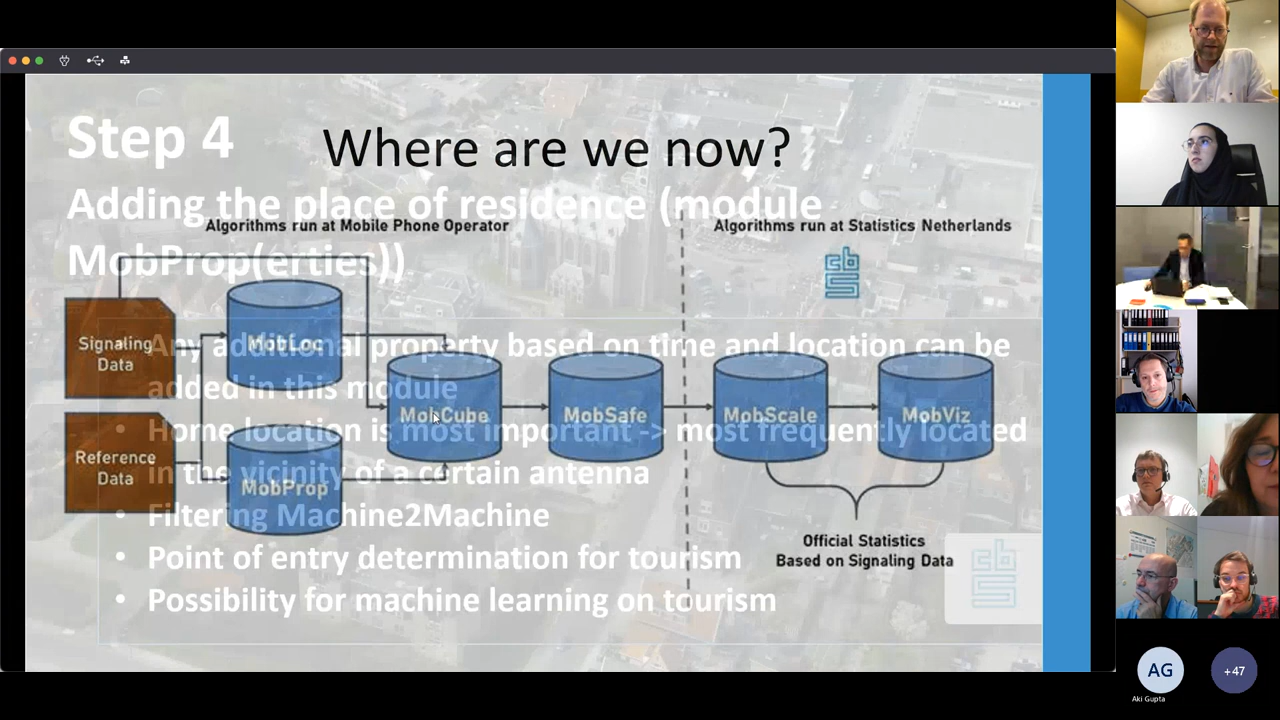 Step 4
Where are we now?
Adding the place of residence (module
MobProp(erties))
Algorithms run at Mobile Phone Operator
Algorithms run at Statistics Netherlands
cbs
Signaling
Data
Reference
Data
MobLoc
MobProp
MobCube
MobSafe
MobScale
MobViz
Official Statistics
Based on Signaling Data
Any additional property based on time and location can be
added in this module
• Home location is most important -> most frequently located
in the vicinity of a certain antenna
• Filtering Machine2Machine
• Point of entry determination for tourism
• Possibility for machine learning on tourism
cbs
AG
Aki Gupta
+47